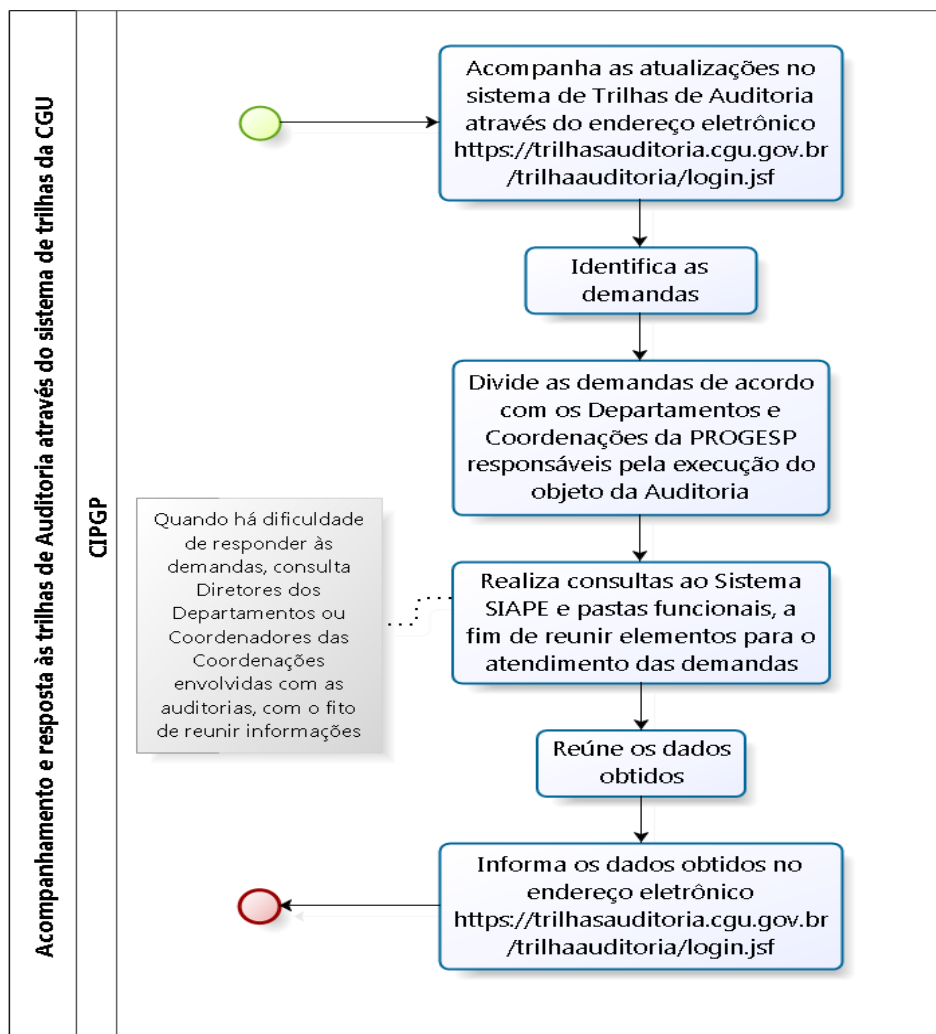 Acompanhamento e resposta às trilhas de Auditoria através do sistema de trilhas da CGU
CIPGP
Acompanha as atualizações no
sistema de Trilhas de Auditoria
através do endereço eletrônico
https://trilhasauditoria.cgu.gov.br
/trilhaauditoria/login.jsf
Identifica as
demandas
Divide as demandas de acordo
com os Departamentos e
Coordenações da PROGESP
responsáveis pela execução do
objeto da Auditoria
Quando há dificuldade
de responder às
demandas, consulta
Diretores dos
Departamentos ou
Coordenadores das
Coordenações
envolvidas com as
auditorias, com o fito
de reunir informações
Realiza consultas ao Sistema
SIAPE e pastas funcionais, a
fim de reunir elementos para o
atendimento das demandas
Reúne os dados
obtidos
Informa os dados obtidos no
endereço eletrônico
https://trilhasauditoria.cgu.gov.br
/trilhaauditoria/login.jsf